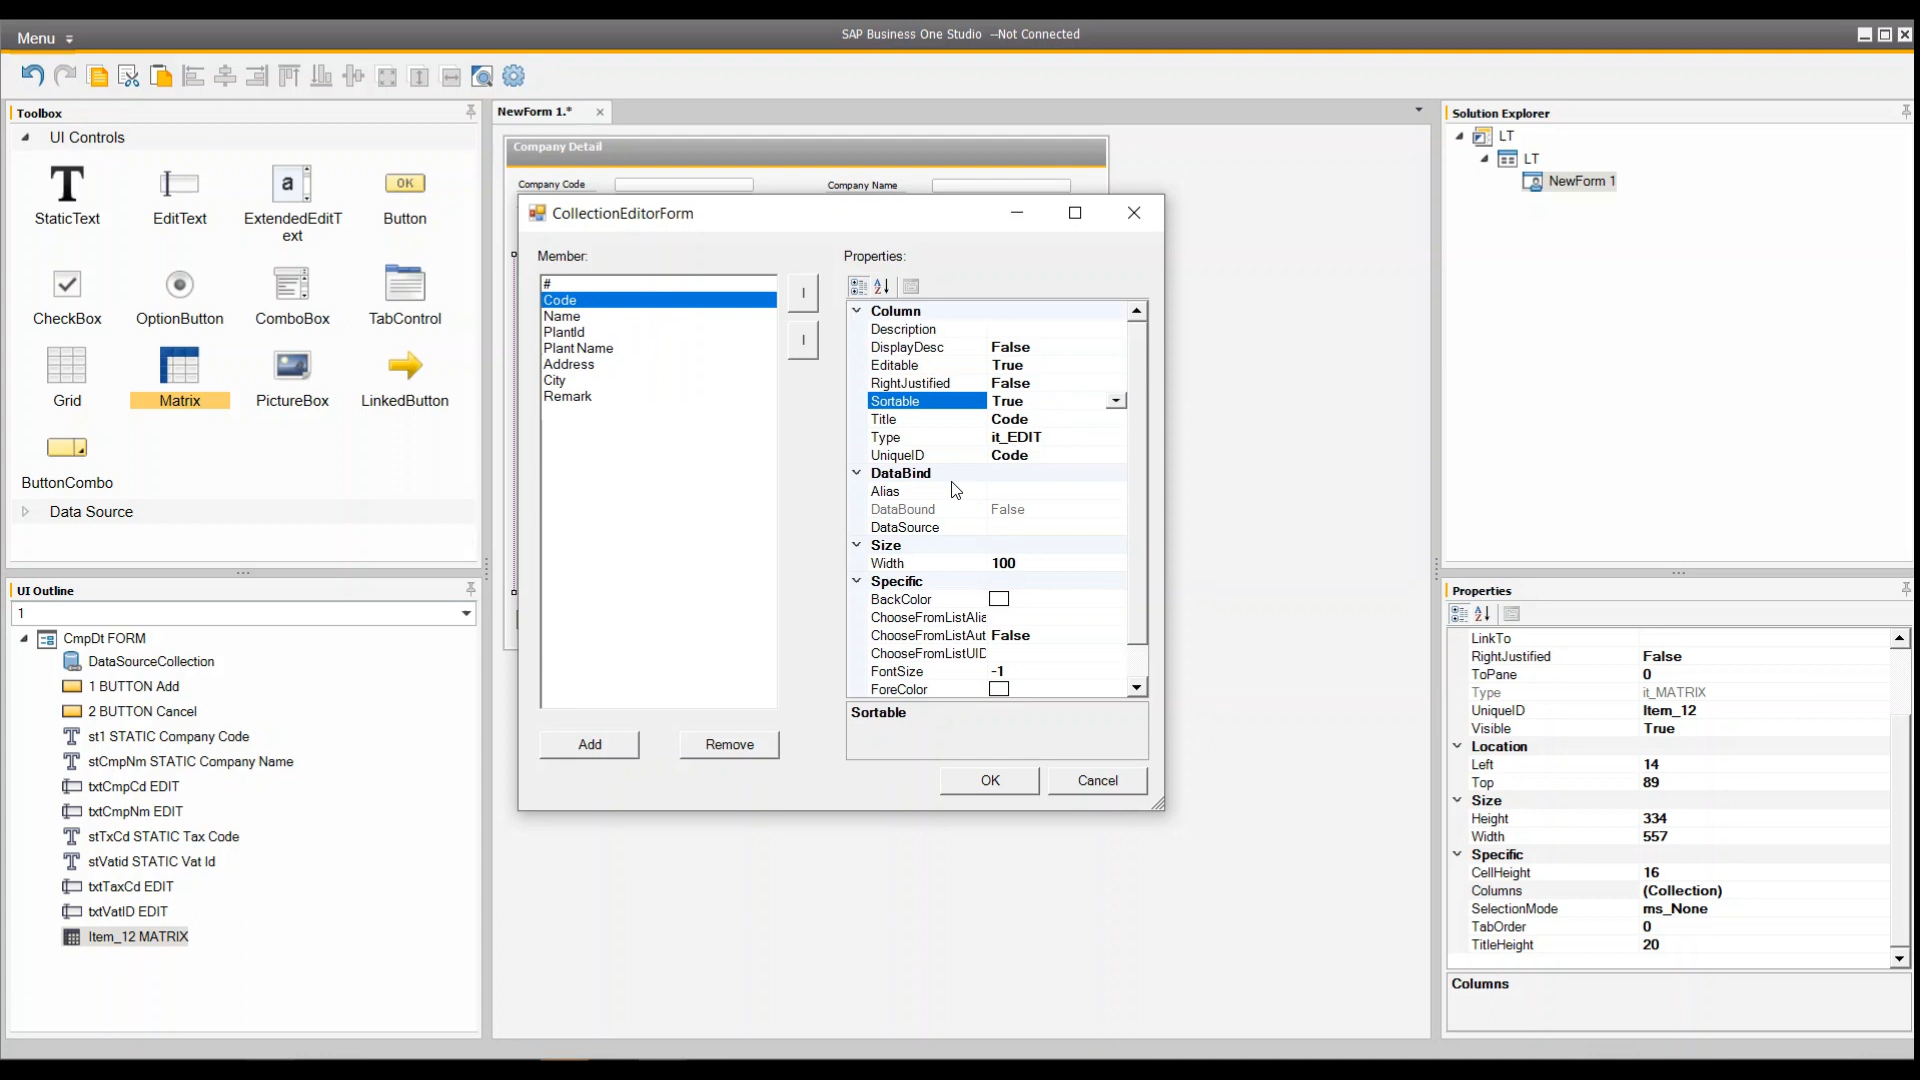 SAP Business One Studio --Not Connected
Menu
Toolbox
UI Controls
StaticText
EditText
ExtendedEditT
ext
Button
CheckBox
OptionButton
ComboBox
TabControl
Grid
Matrix
PictureBox
LinkedButton
ButtonCombo
Data Source
UI Outline
1
CmpDt FORM
DataSourceCollection
1 BUTTON Add
2 BUTTON Cancel
st1 STATIC Company Code
stCmpNm STATIC Company Name
txtCmpCd EDIT
txtCmpNm EDIT
stTxCd STATIC Tax Code
stVatid STATIC Vat Id
txtTaxCd EDIT
txtVatID EDIT
Item_12 MATRIX
NewForm 1.*
Company Detail
Company Code
Company Name
CollectionEditorForm
Member:
#
Code
Name
PlantId
Plant Name
Address
City
Remark
Add
Remove
Properties:
Column
Description
DisplayDesc False
Editable True
RightJustified False
Sortable True
Title Code
Type it_EDIT
UniqueID Code
DataBind
Alias
DataBound False
DataSource
Size
Width 100
Specific
BackColor
ChooseFromListAlia
ChooseFromListAut False
ChooseFromListUID
FontSize -1
ForeColor
Sortable
OK
Cancel
Solution Explorer
LT
LT
NewForm 1
Properties
LinkTo
RightJustified False
ToPane 0
Type it_MATRIX
UniqueID Item_12
Visible True
Location
Left 14
Top 89
Size
Height 334
Width 557
Specific
CellHeight 16
Columns (Collection)
SelectionMode ms_None
TabOrder 0
TitleHeight 20
Columns